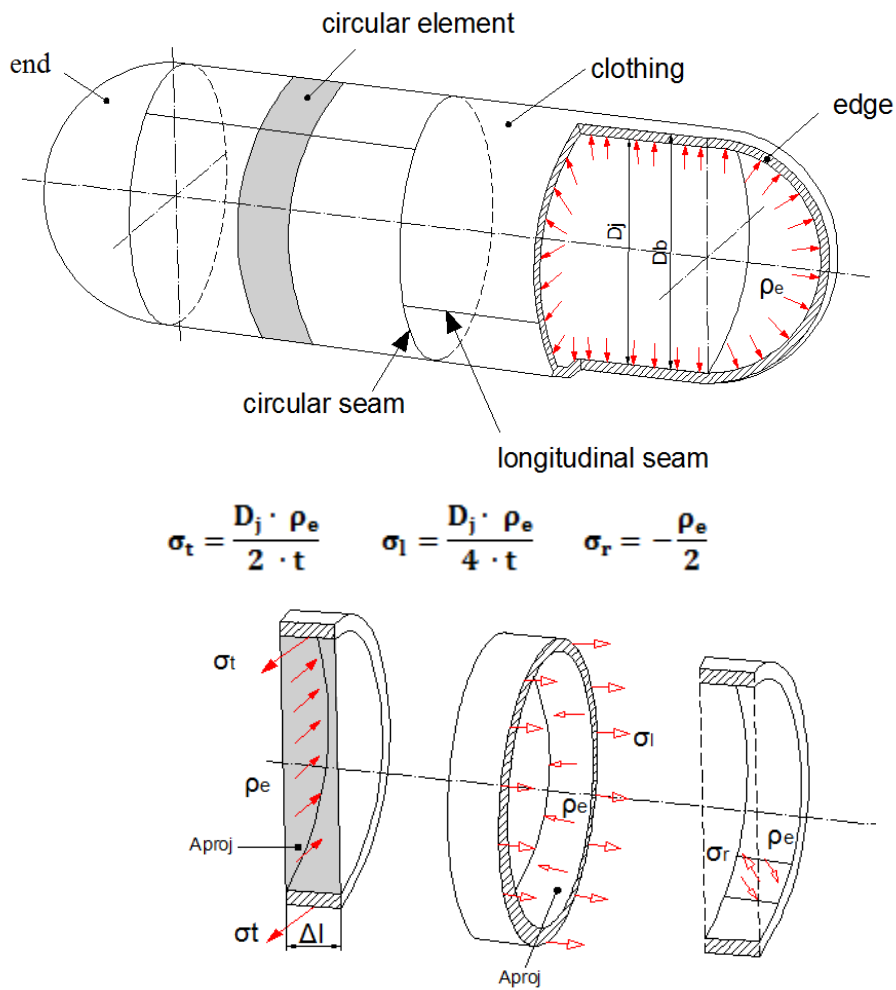 circular element
end
clothing
edge
Dj
Db
ρe
circular seam
longitudinal seam
σt = Dj · ρe / 2 · t    σl = Dj · ρe / 4 · t    σr = − ρe / 2
σt
ρe
Aproj
σt
Δl
σl
ρe
Aproj
ρe
σr